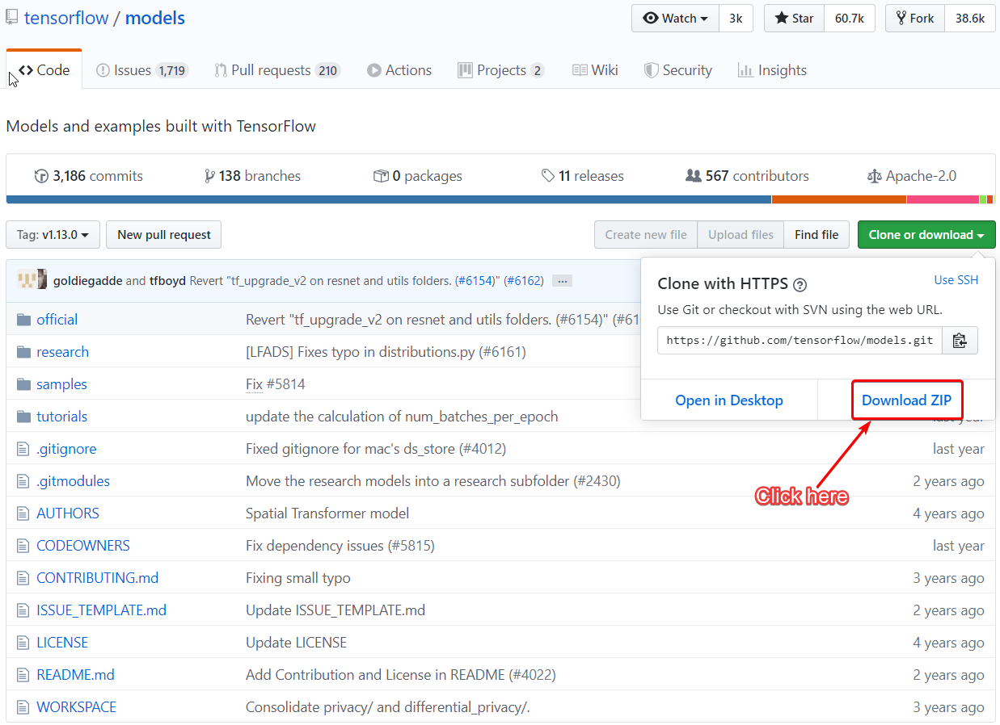 tensorflow / models
Watch 3k Star 60.7k Fork 38.6k
Code Issues 1,719 Pull requests 210 Actions Projects 2 Wiki Security Insights
Models and examples built with TensorFlow
3,186 commits 138 branches 0 packages 11 releases 567 contributors Apache-2.0
Tag: v1.13.0 New pull request Create new file Upload files Find file Clone or download
goldiegadde and tfboyd Revert "tf_upgrade_v2 on resnet and utils folders. (#6154)" (#6162) ...
Clone with HTTPS ? Use SSH
Use Git or checkout with SVN using the web URL.
https://github.com/tensorflow/models.git
Open in Desktop Download ZIP
Click here
official Revert "tf_upgrade_v2 on resnet and utils folders. (#6154)" (#61
research [LFADS] Fixes typo in distributions.py (#6161)
samples Fix #5814
tutorials update the calculation of num_batches_per_epoch last year
.gitignore Fixed gitignore for mac's ds_store (#4012) last year
.gitmodules Move the research models into a research subfolder (#2430) 2 years ago
AUTHORS Spatial Transformer model 4 years ago
CODEOWNERS Fix dependency issues (#5815) last year
CONTRIBUTING.md Fixing small typo 3 years ago
ISSUE_TEMPLATE.md Update ISSUE_TEMPLATE.md 2 years ago
LICENSE Update LICENSE 4 years ago
README.md Add Contribution and License in README (#4022) 2 years ago
WORKSPACE Consolidate privacy/ and differential_privacy/. 3 years ago